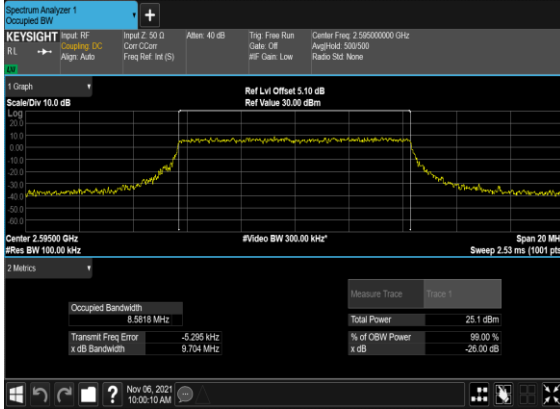 Spectrum Analyzer 1
Occupied BW
KEYSIGHT
RL
Input: RF
Coupling: DC
Align: Auto
Input Z: 50 Ω
Corr CCorr
Freq Ref: Int (S)
Atten: 40 dB
Trig: Free Run
Gate: Off
#IF Gain: Low
Center Freq: 2.595000000 GHz
Avg|Hold: 500/500
Radio Std: None
1 Graph
Scale/Div 10.0 dB
Ref Lvl Offset 5.10 dB
Ref Value 30.00 dBm
Log
20.0
10.0
0.00
-10.0
-20.0
-30.0
-40.0
-50.0
-60.0
Center 2.59500 GHz
#Res BW 100.00 kHz
#Video BW 300.00 kHz*
Span 20 MH
Sweep 2.53 ms (1001 pts
2 Metrics
Measure Trace
Trace 1
Occupied Bandwidth
8.5818 MHz
Total Power
25.1 dBm
Transmit Freq Error
-5.295 kHz
% of OBW Power
99.00 %
x dB Bandwidth
9.704 MHz
x dB
-26.00 dB
?
Nov 06, 2021
10:00:10 AM